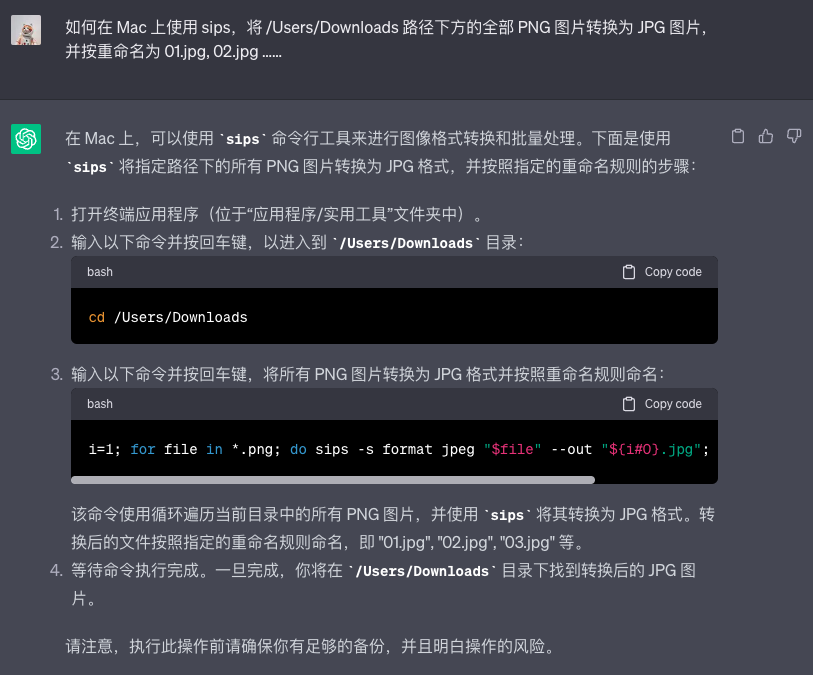 如何在 Mac 上使用 sips，将 /Users/Downloads 路径下方的全部 PNG 图片转换为 JPG 图片，
并按重命名为 01.jpg, 02.jpg ......
在 Mac 上，可以使用 `sips` 命令行工具来进行图像格式转换和批量处理。下面是使用
`sips` 将指定路径下的所有 PNG 图片转换为 JPG 格式，并按照指定的重命名规则的步骤：
1. 打开终端应用程序（位于“应用程序/实用工具”文件夹中）。
2. 输入以下命令并按回车键，以进入到 `/Users/Downloads` 目录：
bash Copy code
cd /Users/Downloads
3. 输入以下命令并按回车键，将所有 PNG 图片转换为 JPG 格式并按照重命名规则命名：
bash Copy code
i=1; for file in *.png; do sips -s format jpeg "$file" --out "${i#0}.jpg";
该命令使用循环遍历当前目录中的所有 PNG 图片，并使用 `sips` 将其转换为 JPG 格式。转
换后的文件按照指定的重命名规则命名，即 "01.jpg", "02.jpg", "03.jpg" 等。
4. 等待命令执行完成。一旦完成，你将在 `/Users/Downloads` 目录下找到转换后的 JPG 图
片。
请注意，执行此操作前请确保你有足够的备份，并且明白操作的风险。